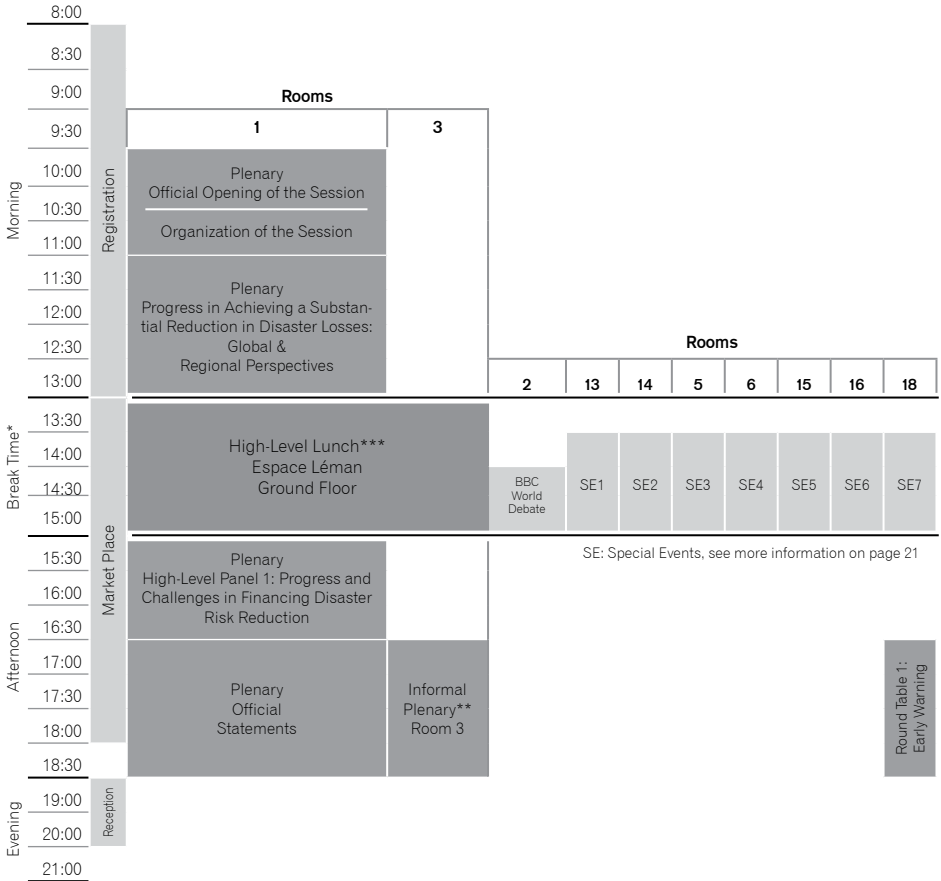 8:00
8:30
9:00
9:30
10:00
10:30
11:00
11:30
12:00
12:30
13:00
13:30
14:00
14:30
15:00
15:30
16:00
16:30
17:00
17:30
18:00
18:30
19:00
20:00
21:00
Morning
Break Time*
Afternoon
Evening
Registration
Market Place
Reception
Rooms
1
3
Plenary
Official Opening of the Session
Organization of the Session
Plenary
Progress in Achieving a Substan-
tial Reduction in Disaster Losses:
Global &
Regional Perspectives
Rooms
2
13
14
5
6
15
16
18
High-Level Lunch***
Espace Léman
Ground Floor
BBC
World
Debate
SE1
SE2
SE3
SE4
SE5
SE6
SE7
SE: Special Events, see more information on page 21
Plenary
High-Level Panel 1: Progress and
Challenges in Financing Disaster
Risk Reduction
Plenary
Official
Statements
Informal
Plenary**
Room 3
Round Table 1:
Early Warning